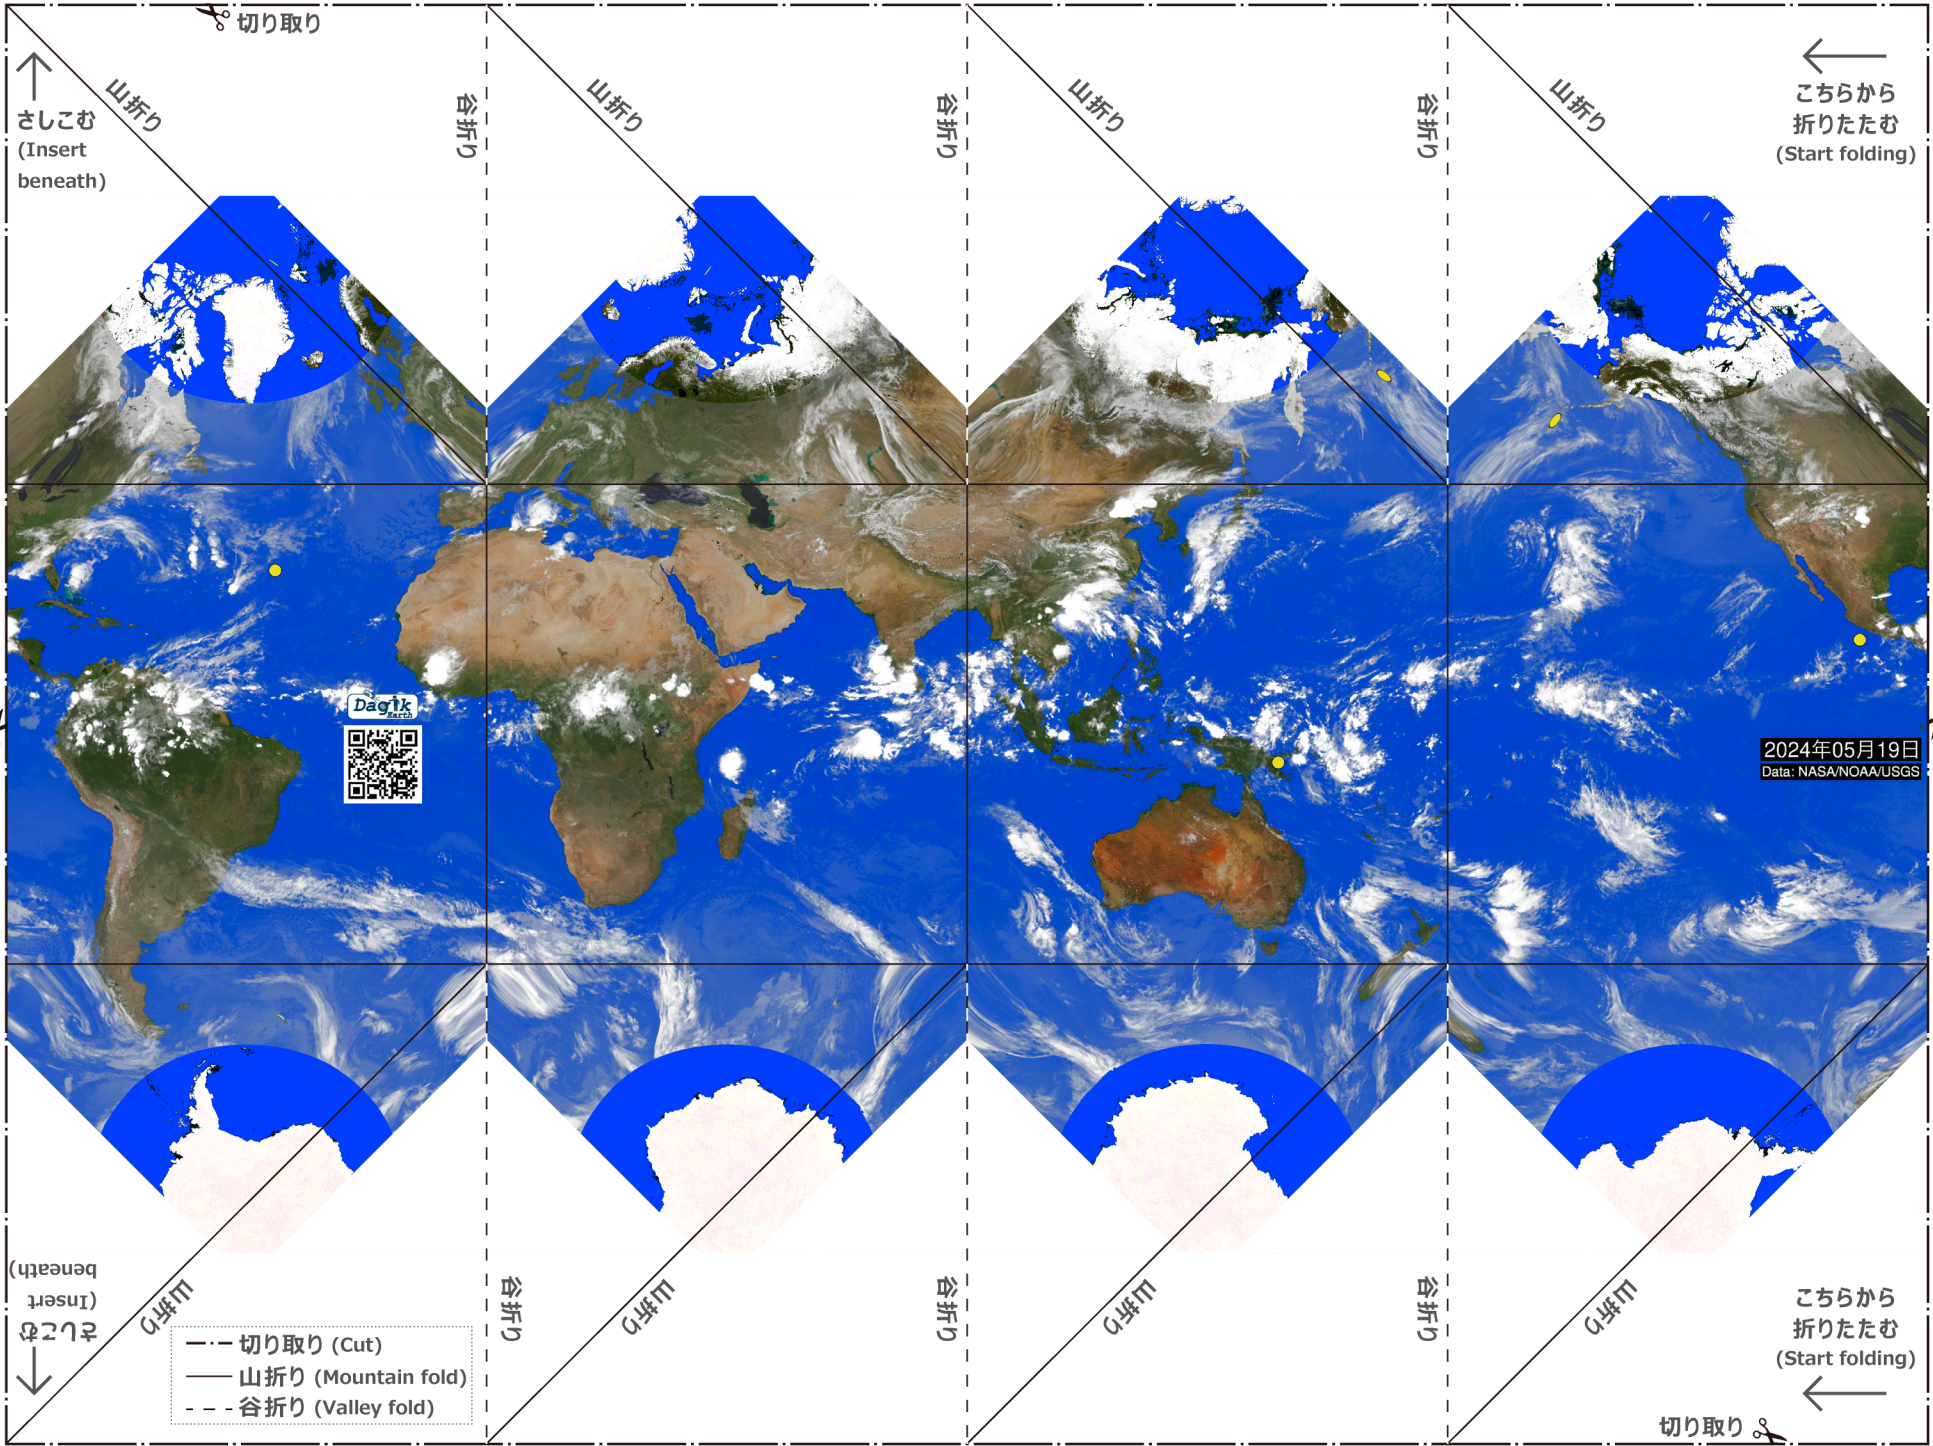 切り取り
山折り
谷折り
山折り
谷折り
山折り
谷折り
山折り
さしこむ
(Insert
beneath)
こちらから
折りたたむ
(Start folding)
Dagik
Earth
2024年05月19日
Data: NASA/NOAA/USGS
さしこむ
(Insert
beneath)
山折り
谷折り
山折り
谷折り
山折り
谷折り
山折り
こちらから
折りたたむ
(Start folding)
切り取り (Cut)
山折り (Mountain fold)
谷折り (Valley fold)
切り取り